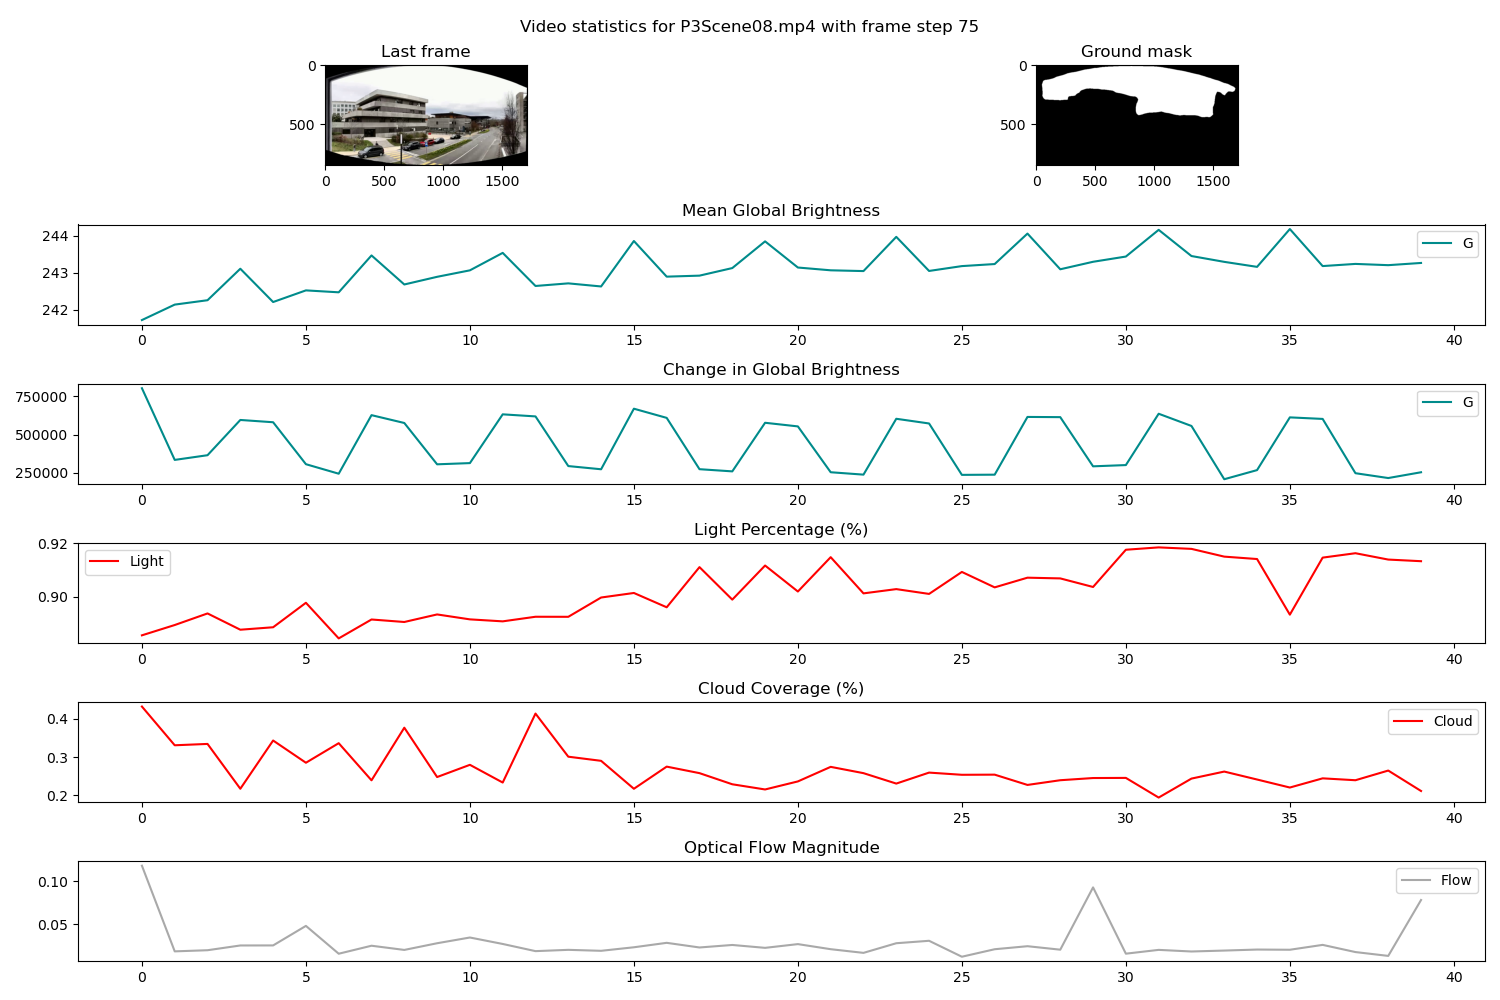 Video statistics for P3Scene08.mp4 with frame step 75
Last frame
0
500
0 500 1000 1500
Ground mask
0
500
0 500 1000 1500
Mean Global Brightness
244
243
242
G
0 5 10 15 20 25 30 35 40
Change in Global Brightness
750000
500000
250000
G
0 5 10 15 20 25 30 35 40
Light Percentage (%)
0.92
0.90
Light
0 5 10 15 20 25 30 35 40
Cloud Coverage (%)
0.4
0.3
0.2
Cloud
0 5 10 15 20 25 30 35 40
Optical Flow Magnitude
0.10
0.05
Flow
0 5 10 15 20 25 30 35 40